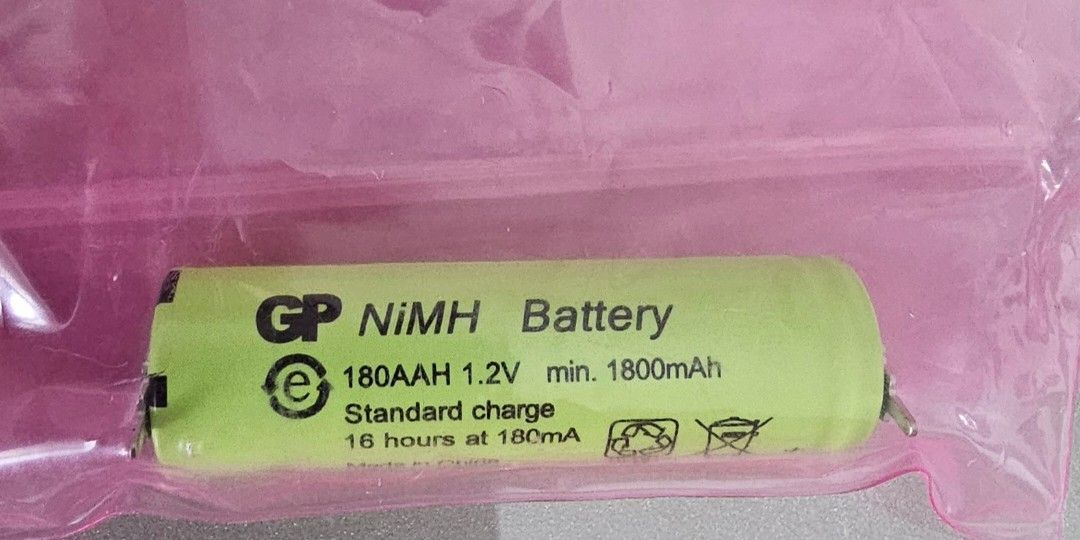 GP NiMH Battery
e 180AAH 1.2V min. 1800mAh
Standard charge
16 hours at 180mA